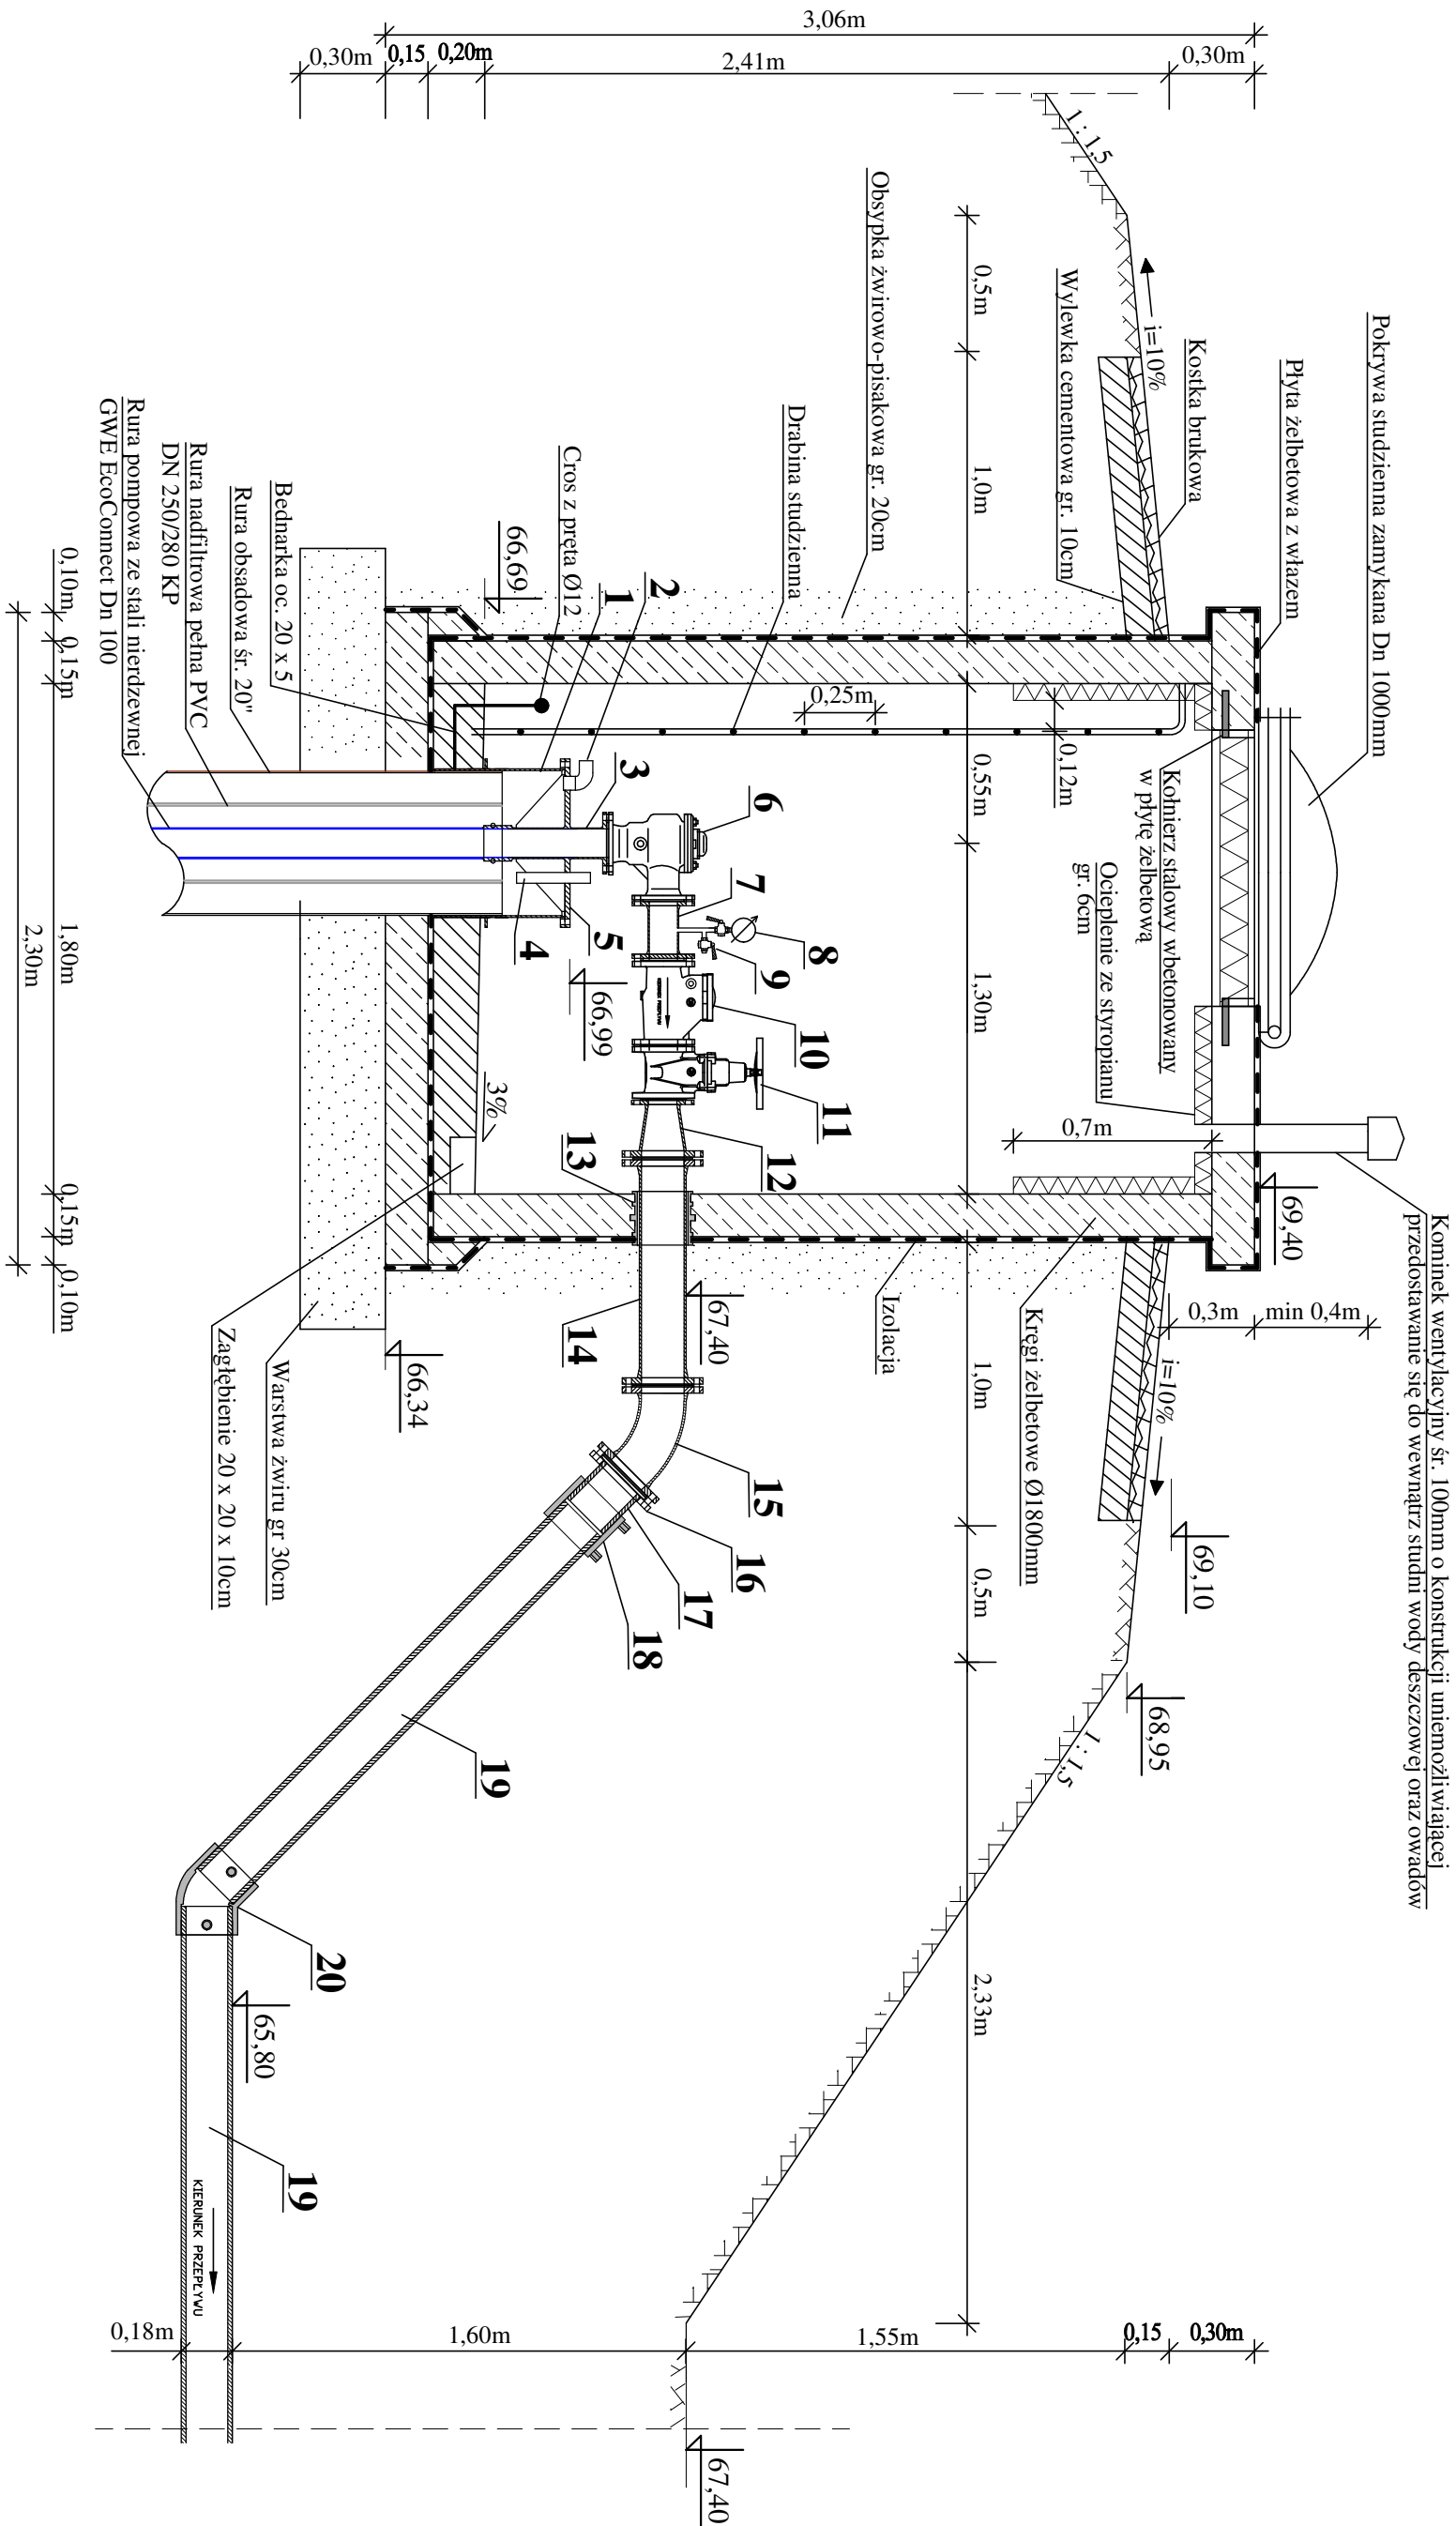 Kominek wentylacyjny śr. 100mm o konstrukcji uniemożliwiającej
przedostawanie się do wewnątrz studni wody deszczowej oraz owadów
Pokrywa studzienna zamykana Dn 1000mm
Płyta żelbetowa z włazem
Kostka brukowa
Wylewka cementowa gr. 10cm
Obsypka żwirowo-pisakowa gr. 20cm
Drabina studzienna
Cros z pręta Ø12
Bednarka oc. 20 x 5
Rura obsadowa śr. 20"
Rura nadfiltrowa pełna PVC
DN 250/280 KP
Rura pompowa ze stali nierdzewnej
GWE EcoConnect Dn 100
Kołnierz stalowy wbetonowany
w płytę żelbetową
Ocieplenie ze styropianu
gr. 6cm
Kręgi żelbetowe Ø1800mm
Izolacja
Warstwa żwiru gr 30cm
Zagłębienie 20 x 20 x 10cm
KIERUNEK PRZEPŁYWU
KIERUNEK PRZEPŁYWU
3,06m
0,30m
0,15
0,20m
2,41m
0,30m
1 : 1,5
i=10%
0,5m
1,0m
0,55m
1,30m
1,0m
0,5m
2,33m
0,25m
0,12m
0,7m
0,3m
min 0,4m
i=10%
1 : 1,5
69,40
69,10
68,95
67,40
67,40
66,99
66,69
66,34
65,80
3%
1
2
3
4
5
6
7
8
9
10
11
12
13
14
15
16
17
18
19
20
19
0,10m
0,15m
1,80m
0,15m
0,10m
2,30m
0,18m
1,60m
1,55m
0,15
0,30m